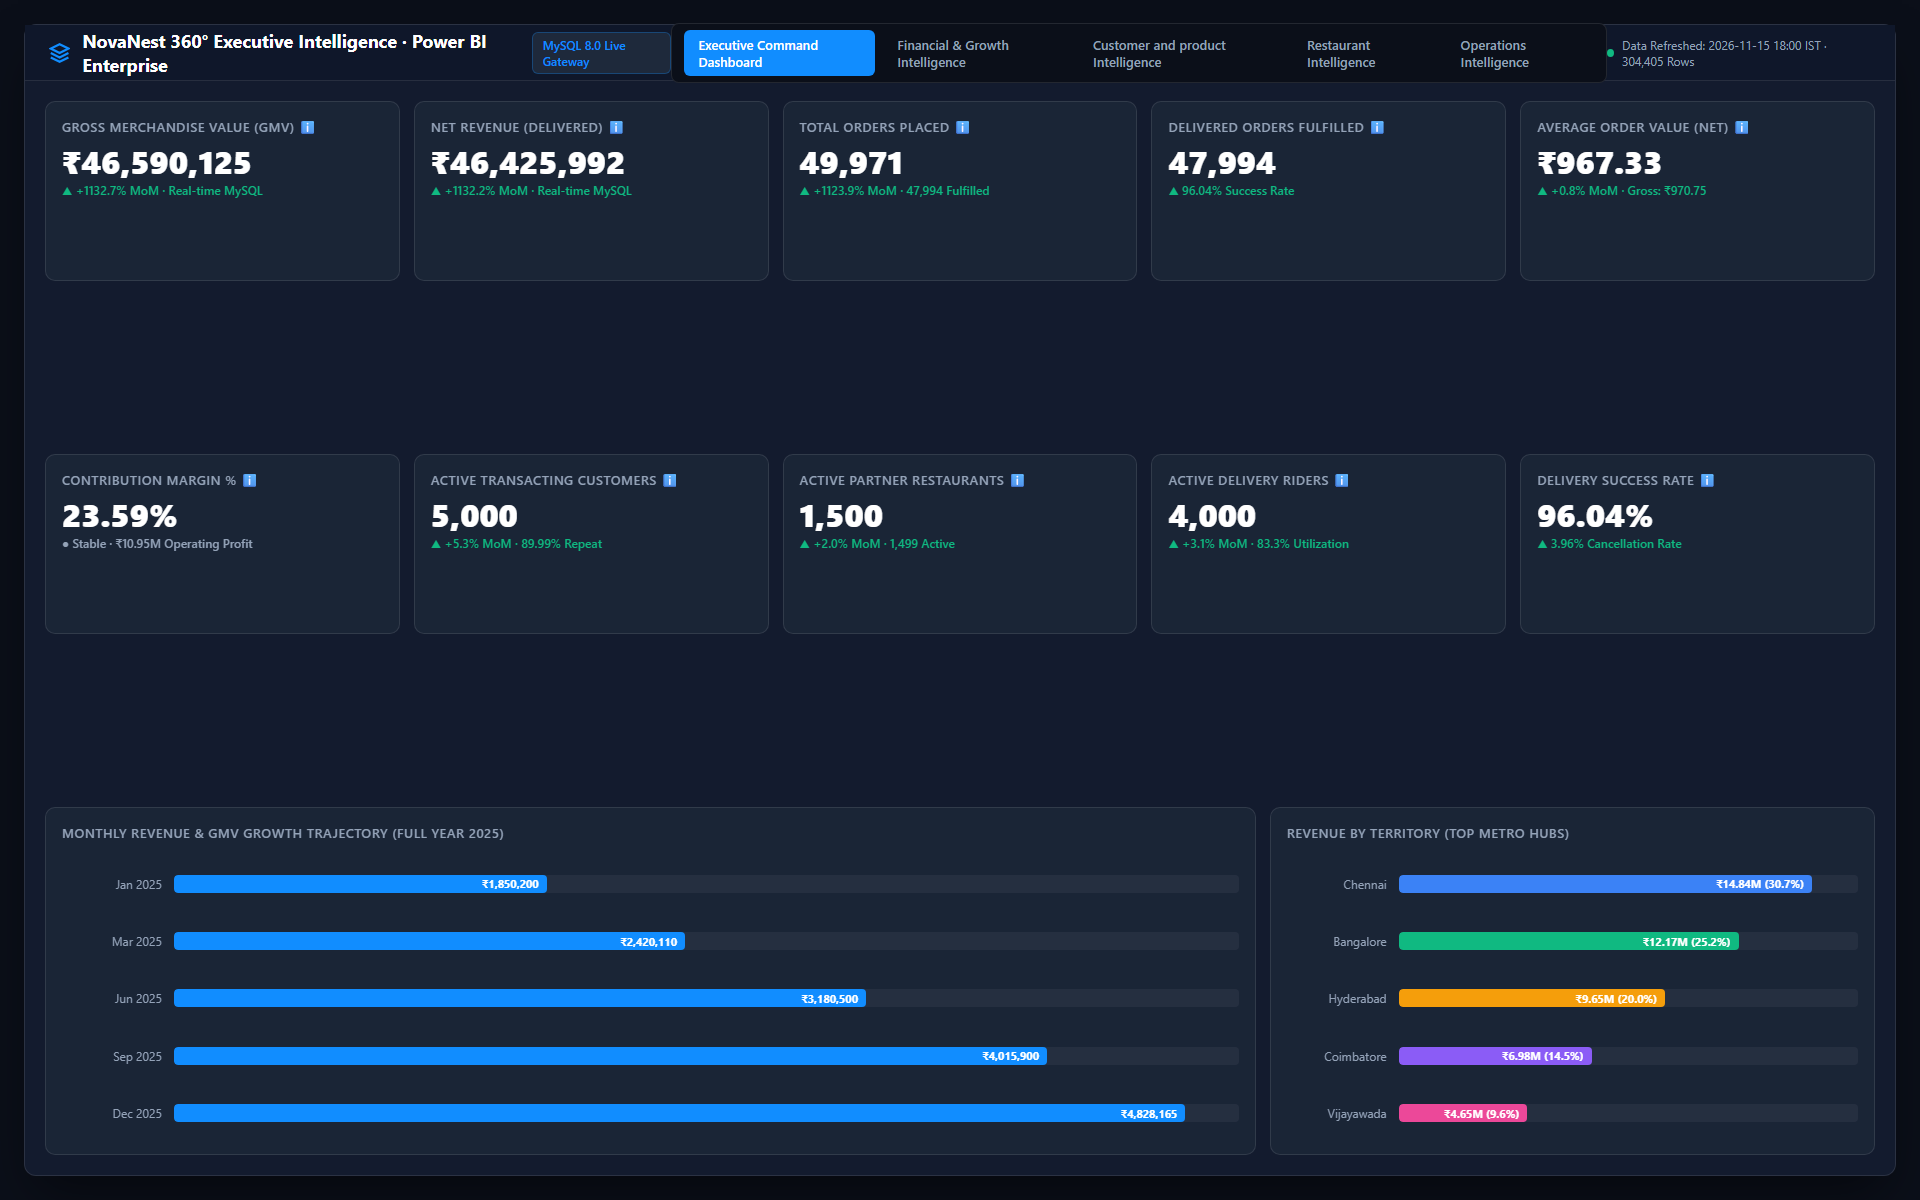 NovaNest 360° Executive Intelligence · Power BI
Enterprise
MySQL 8.0 Live
Gateway
Executive Command
Dashboard
Financial & Growth
Intelligence
Customer and product
Intelligence
Restaurant
Intelligence
Operations
Intelligence
Data Refreshed: 2026-11-15 18:00 IST ·
304,405 Rows
GROSS MERCHANDISE VALUE (GMV) ℹ️
₹46,590,125
▲ +1132.7% MoM · Real-time MySQL
NET REVENUE (DELIVERED) ℹ️
₹46,425,992
▲ +1132.2% MoM · Real-time MySQL
TOTAL ORDERS PLACED ℹ️
49,971
▲ +1123.9% MoM · 47,994 Fulfilled
DELIVERED ORDERS FULFILLED ℹ️
47,994
▲ 96.04% Success Rate
AVERAGE ORDER VALUE (NET) ℹ️
₹967.33
▲ +0.8% MoM · Gross: ₹970.75
CONTRIBUTION MARGIN % ℹ️
23.59%
● Stable · ₹10.95M Operating Profit
ACTIVE TRANSACTING CUSTOMERS ℹ️
5,000
▲ +5.3% MoM · 89.99% Repeat
ACTIVE PARTNER RESTAURANTS ℹ️
1,500
▲ +2.0% MoM · 1,499 Active
ACTIVE DELIVERY RIDERS ℹ️
4,000
▲ +3.1% MoM · 83.3% Utilization
DELIVERY SUCCESS RATE ℹ️
96.04%
▲ 3.96% Cancellation Rate
MONTHLY REVENUE & GMV GROWTH TRAJECTORY (FULL YEAR 2025)
Jan 2025 ₹1,850,200
Mar 2025 ₹2,420,110
Jun 2025 ₹3,180,500
Sep 2025 ₹4,015,900
Dec 2025 ₹4,828,165
REVENUE BY TERRITORY (TOP METRO HUBS)
Chennai ₹14.84M (30.7%)
Bangalore ₹12.17M (25.2%)
Hyderabad ₹9.65M (20.0%)
Coimbatore ₹6.98M (14.5%)
Vijayawada ₹4.65M (9.6%)